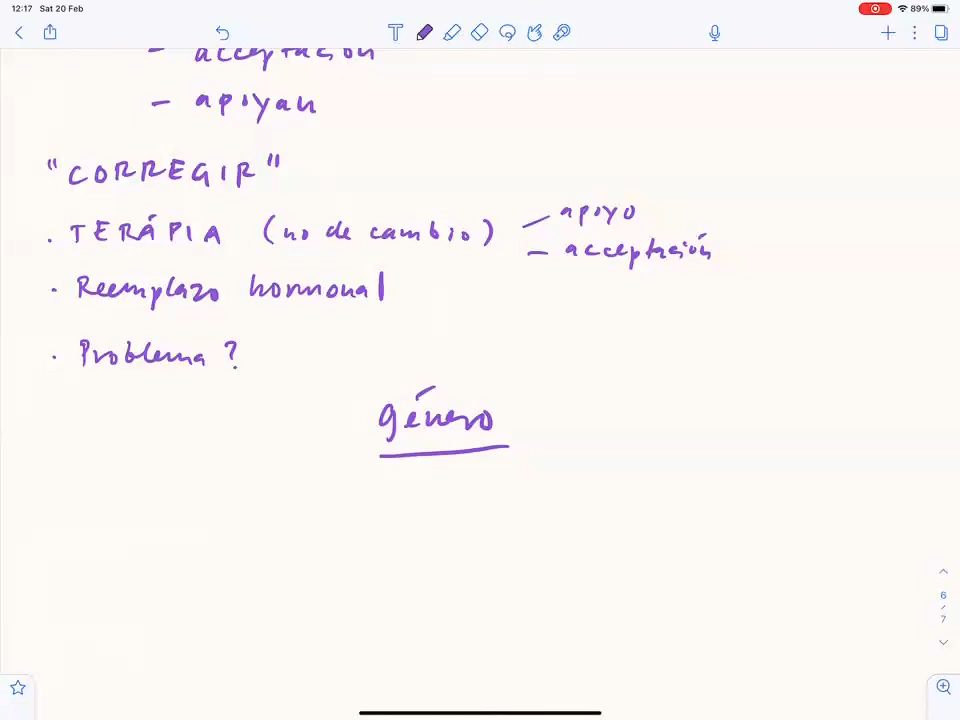 12:17 Sat 20 Feb
89%
- acceptación
- apoyan
"CORREGIR"
. TERÁPIA (no de cambio) - apoyo
- acceptación
. Reemplazo hormonal
. Problema ?
género
6
/
7